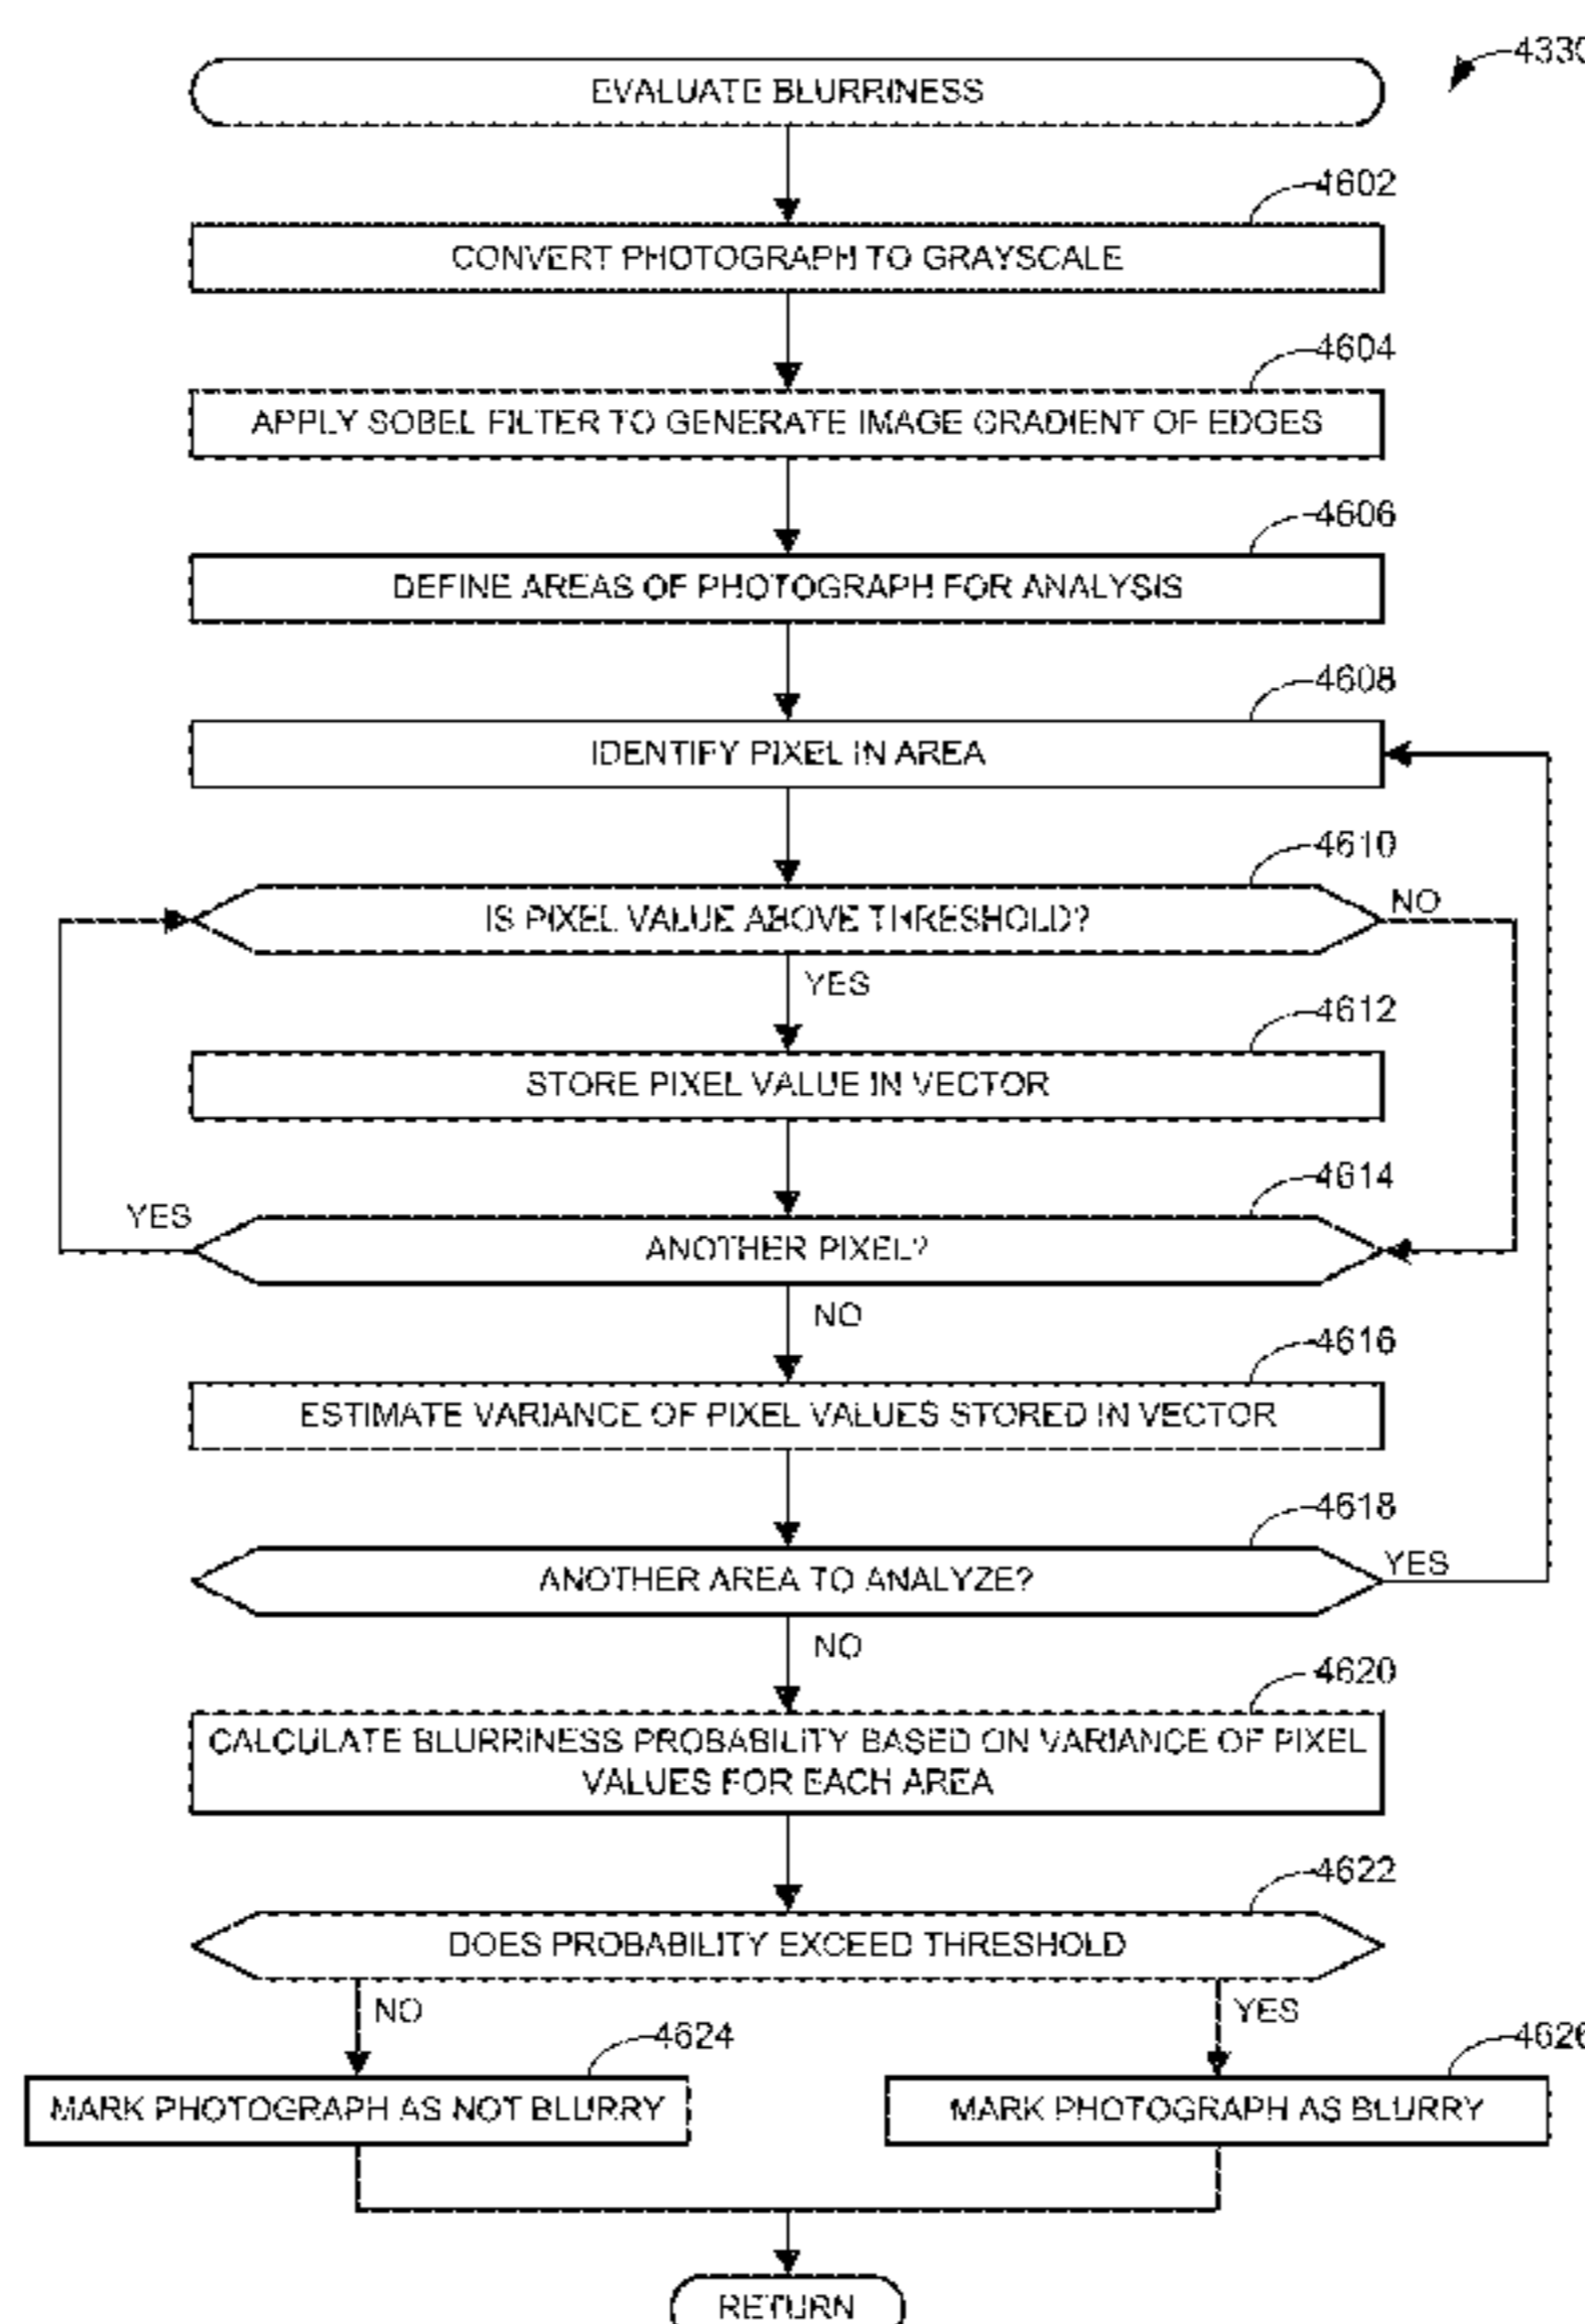 EVALUATE BLURRINESS
4602
CONVERT PHOTOGRAPH TO GRAYSCALE
4604
APPLY SOBEL FILTER TO GENERATE IMAGE GRADIENT OF EDGES
4606
DEFINE AREAS OF PHOTOGRAPH FOR ANALYSIS
4608
IDENTIFY PIXEL IN AREA
4610
IS PIXEL VALUE ABOVE THRESHOLD?
NO
YES
4612
STORE PIXEL VALUE IN VECTOR
4614
YES
ANOTHER PIXEL?
NO
4616
ESTIMATE VARIANCE OF PIXEL VALUES STORED IN VECTOR
4618
ANOTHER AREA TO ANALYZE?
YES
NO
4620
CALCULATE BLURRINESS PROBABILITY BASED ON VARIANCE OF PIXEL
VALUES FOR EACH AREA
4622
DOES PROBABILITY EXCEED THRESHOLD
NO
YES
4624
4626
MARK PHOTOGRAPH AS NOT BLURRY
MARK PHOTOGRAPH AS BLURRY
RETURN